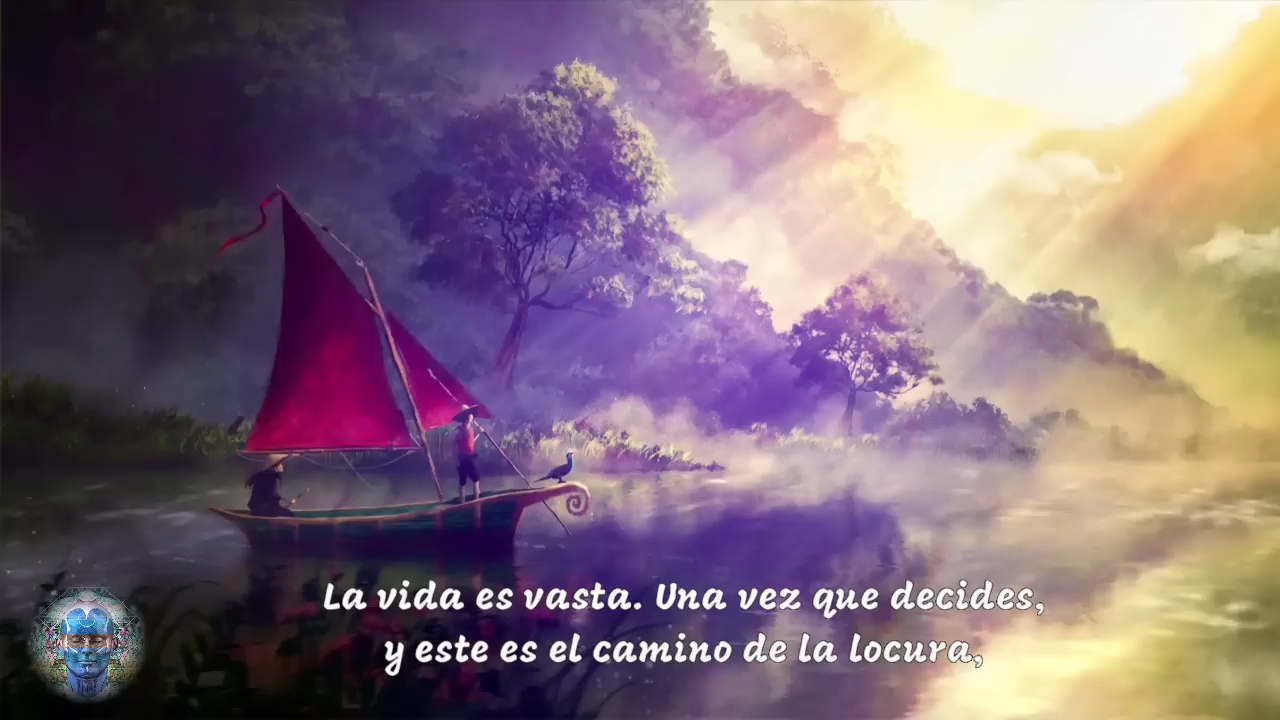 La vida es vasta. Una vez que decides,
y este es el camino de la locura,